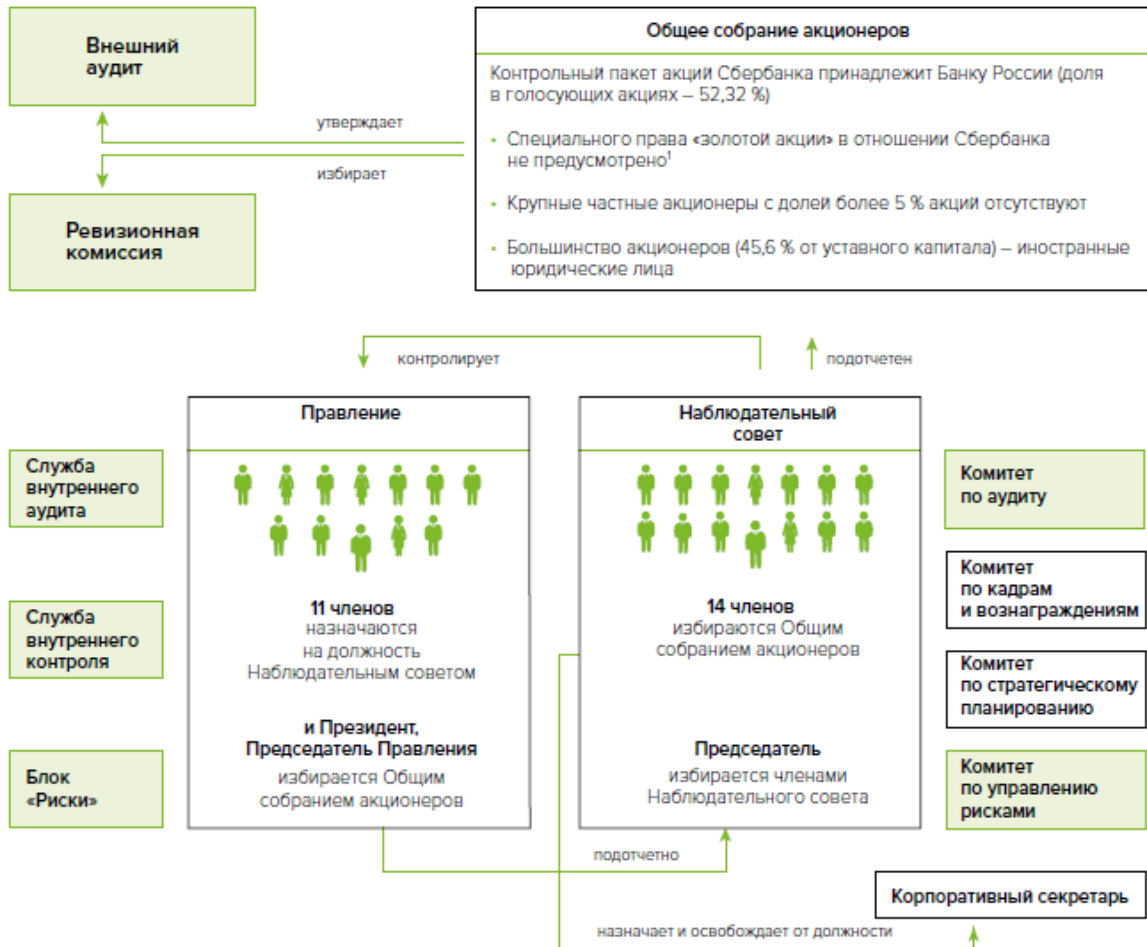 Внешний
аудит
утверждает
избирает
Ревизионная
комиссия
Общее собрание акционеров
Контрольный пакет акций Сбербанка принадлежит Банку России (доля
в голосующих акциях – 52,32 %)
• Специального права «золотой акции» в отношении Сбербанка
не предусмотрено¹
• Крупные частные акционеры с долей более 5 % акций отсутствуют
• Большинство акционеров (45,6 % от уставного капитала) – иностранные
юридические лица
контролирует
подотчетен
Служба
внутреннего
аудита
Служба
внутреннего
контроля
Блок
«Риски»
Правление
11 членов
назначаются
на должность
Наблюдательным советом
и Президент,
Председатель Правления
избирается Общим
собранием акционеров
Наблюдательный
совет
14 членов
избираются Общим
собранием акционеров
Председатель
избирается членами
Наблюдательного совета
Комитет
по аудиту
Комитет
по кадрам
и вознаграждениям
Комитет
по стратегическому
планированию
Комитет
по управлению
рисками
подотчетно
Корпоративный секретарь
назначает и освобождает от должности